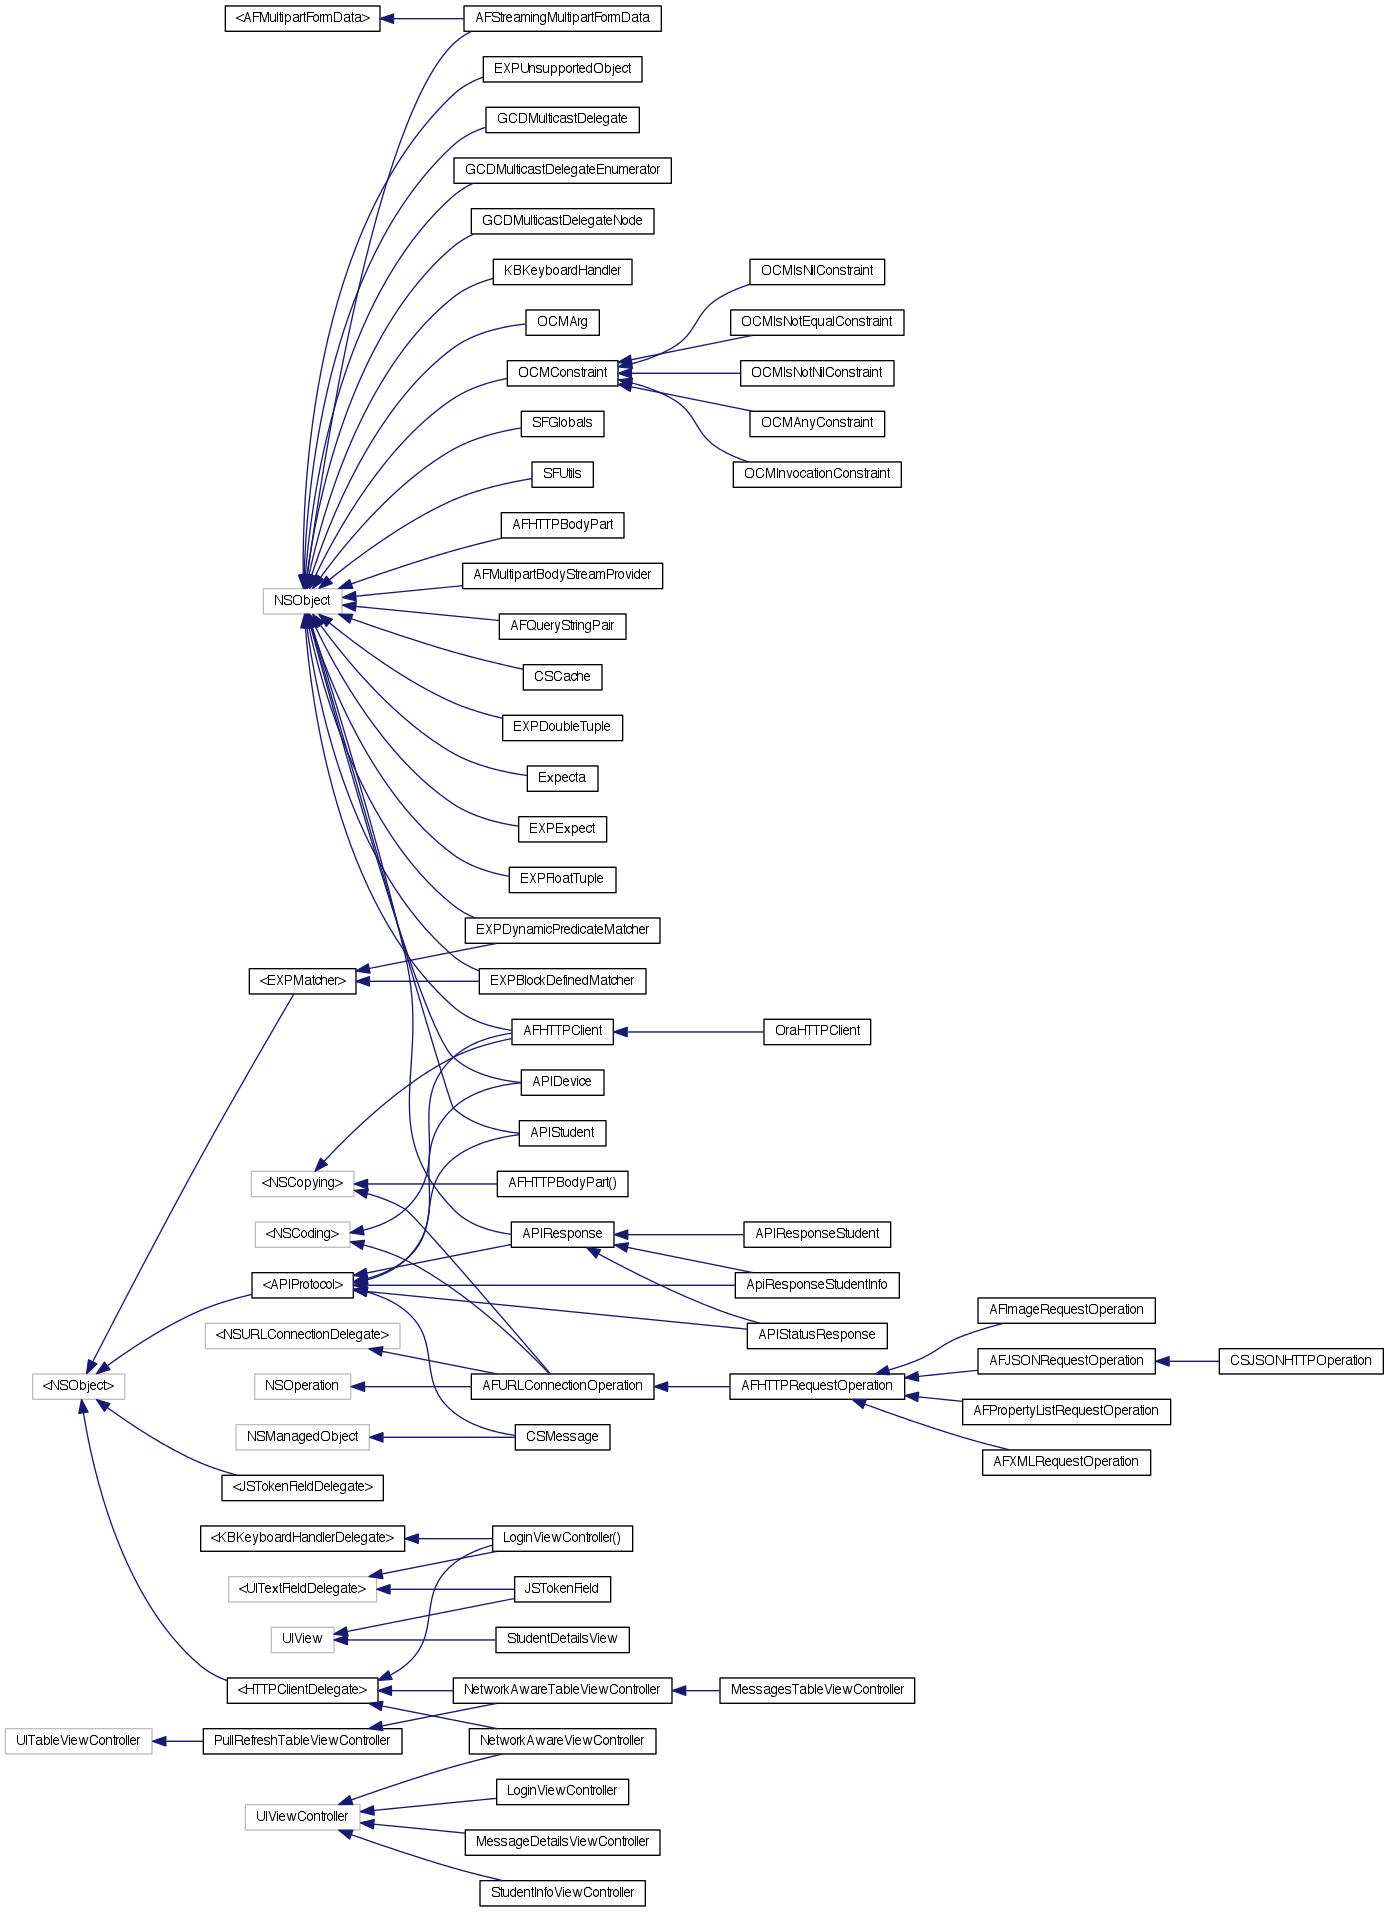 <AFMultipartFormData>
AFStreamingMultipartFormData
EXPUnsupportedObject
GCDMulticastDelegate
GCDMulticastDelegateEnumerator
GCDMulticastDelegateNode
KBKeyboardHandler
OCMIsNilConstraint
OCMArg
OCMIsNotEqualConstraint
OCMConstraint
OCMIsNotNilConstraint
SFGlobals
OCMAnyConstraint
SFUtils
OCMInvocationConstraint
AFHTTPBodyPart
AFMultipartBodyStreamProvider
NSObject
AFQueryStringPair
CSCache
EXPDoubleTuple
Expecta
EXPExpect
EXPFloatTuple
EXPDynamicPredicateMatcher
<EXPMatcher>
EXPBlockDefinedMatcher
AFHTTPClient
OraHTTPClient
APIDevice
APIStudent
<NSCopying>
AFHTTPBodyPart()
<NSCoding>
APIResponse
APIResponseStudent
<APIProtocol>
ApiResponseStudentInfo
AFImageRequestOperation
<NSURLConnectionDelegate>
APIStatusResponse
AFJSONRequestOperation
CSJSONHTTPOperation
<NSObject>
NSOperation
AFURLConnectionOperation
AFHTTPRequestOperation
AFPropertyListRequestOperation
NSManagedObject
CSMessage
AFXMLRequestOperation
<JSTokenFieldDelegate>
<KBKeyboardHandlerDelegate>
LoginViewController()
<UITextFieldDelegate>
JSTokenField
UIView
StudentDetailsView
<HTTPClientDelegate>
NetworkAwareTableViewController
MessagesTableViewController
UITableViewController
PullRefreshTableViewController
NetworkAwareViewController
LoginViewController
UIViewController
MessageDetailsViewController
StudentInfoViewController